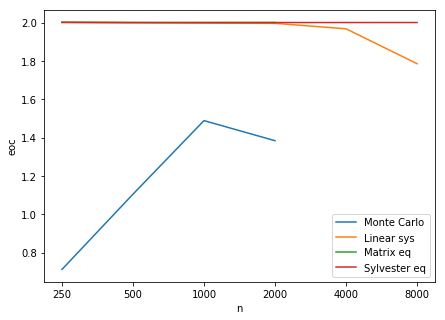 2.0
1.8
1.6
1.4
1.2
1.0
0.8
eoc
250 500 1000 2000 4000 8000
n
Monte Carlo
Linear sys
Matrix eq
Sylvester eq